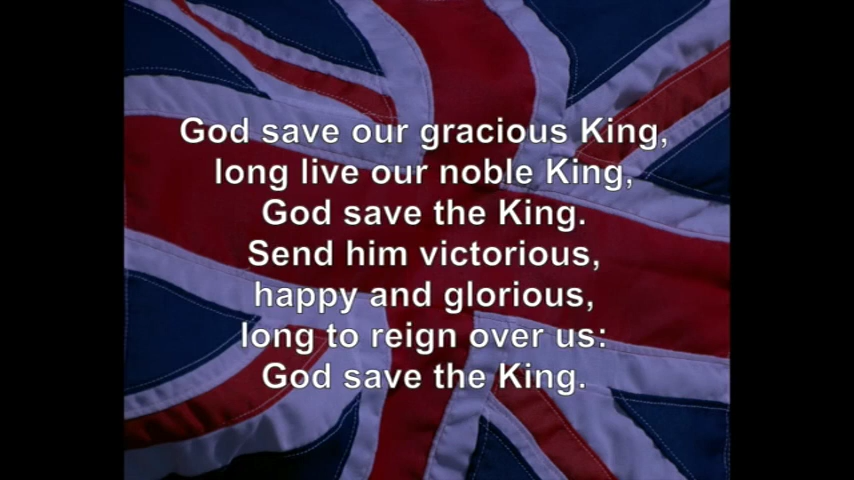 God save our gracious King,
long live our noble King,
God save the King.
Send him victorious,
happy and glorious,
long to reign over us:
God save the King.